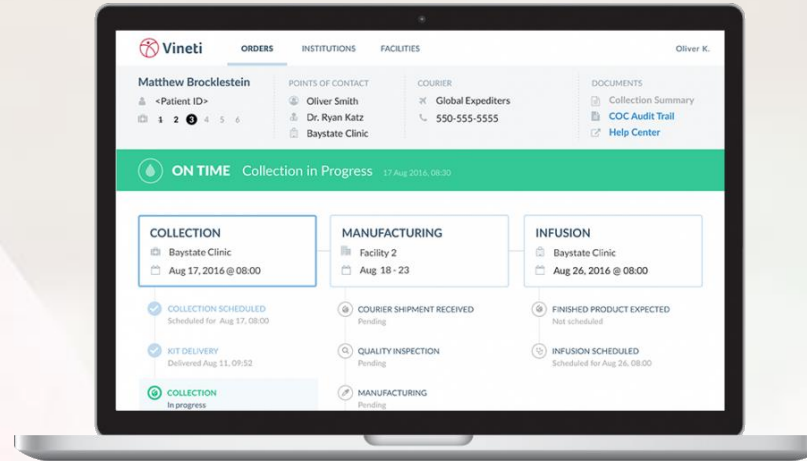 Vineti
ORDERS
INSTITUTIONS
FACILITIES
Oliver K.
Matthew Brocklestein
<Patient ID>
1 2 3 4 5 6
POINTS OF CONTACT
Oliver Smith
Dr. Ryan Katz
Baystate Clinic
COURIER
Global Expediters
550-555-5555
DOCUMENTS
Collection Summary
COC Audit Trail
Help Center
ON TIME Collection in Progress 17 Aug 2016, 08:30
COLLECTION
Baystate Clinic
Aug 17, 2016 @ 08:00
COLLECTION SCHEDULED
Scheduled for Aug 17, 08:00
KIT DELIVERY
Delivered Aug 11, 09:52
COLLECTION
In progress
MANUFACTURING
Facility 2
Aug 18 - 23
COURIER SHIPMENT RECEIVED
Pending
QUALITY INSPECTION
Pending
MANUFACTURING
Pending
INFUSION
Baystate Clinic
Aug 26, 2016 @ 08:00
FINISHED PRODUCT EXPECTED
Not scheduled
INFUSION SCHEDULED
Scheduled for Aug 26, 08:00